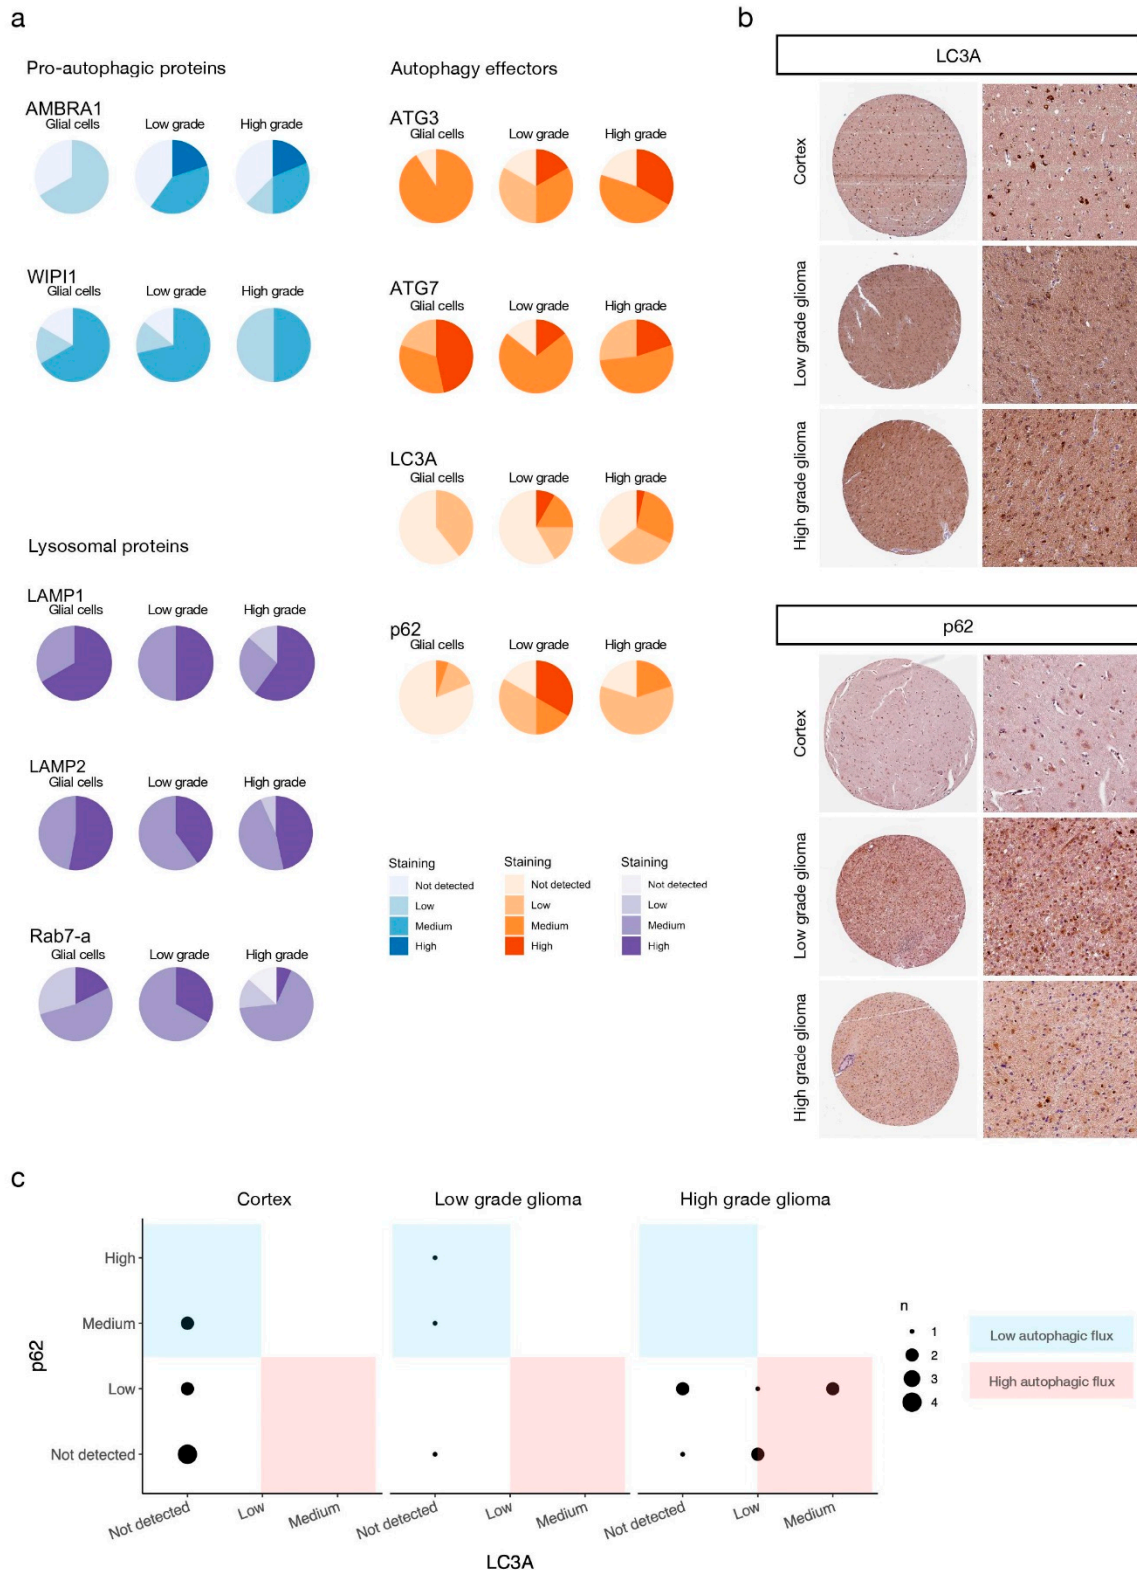 a
Pro-autophagic proteins
AMBRA1
Glial cells Low grade High grade
WIPI1
Glial cells Low grade High grade
Lysosomal proteins
LAMP1
Glial cells Low grade High grade
LAMP2
Glial cells Low grade High grade
Rab7-a
Glial cells Low grade High grade
Autophagy effectors
ATG3
Glial cells Low grade High grade
ATG7
Glial cells Low grade High grade
LC3A
Glial cells Low grade High grade
p62
Glial cells Low grade High grade
Staining Staining Staining
Not detected Not detected Not detected
Low Low Low
Medium Medium Medium
High High High
b
LC3A
Cortex
Low grade glioma
High grade glioma
p62
Cortex
Low grade glioma
High grade glioma
c
Cortex Low grade glioma High grade glioma
p62
High
Medium
Low
Not detected
Not detected Low Medium Not detected Low Medium Not detected Low Medium
LC3A
n
1
2
3
4
Low autophagic flux
High autophagic flux